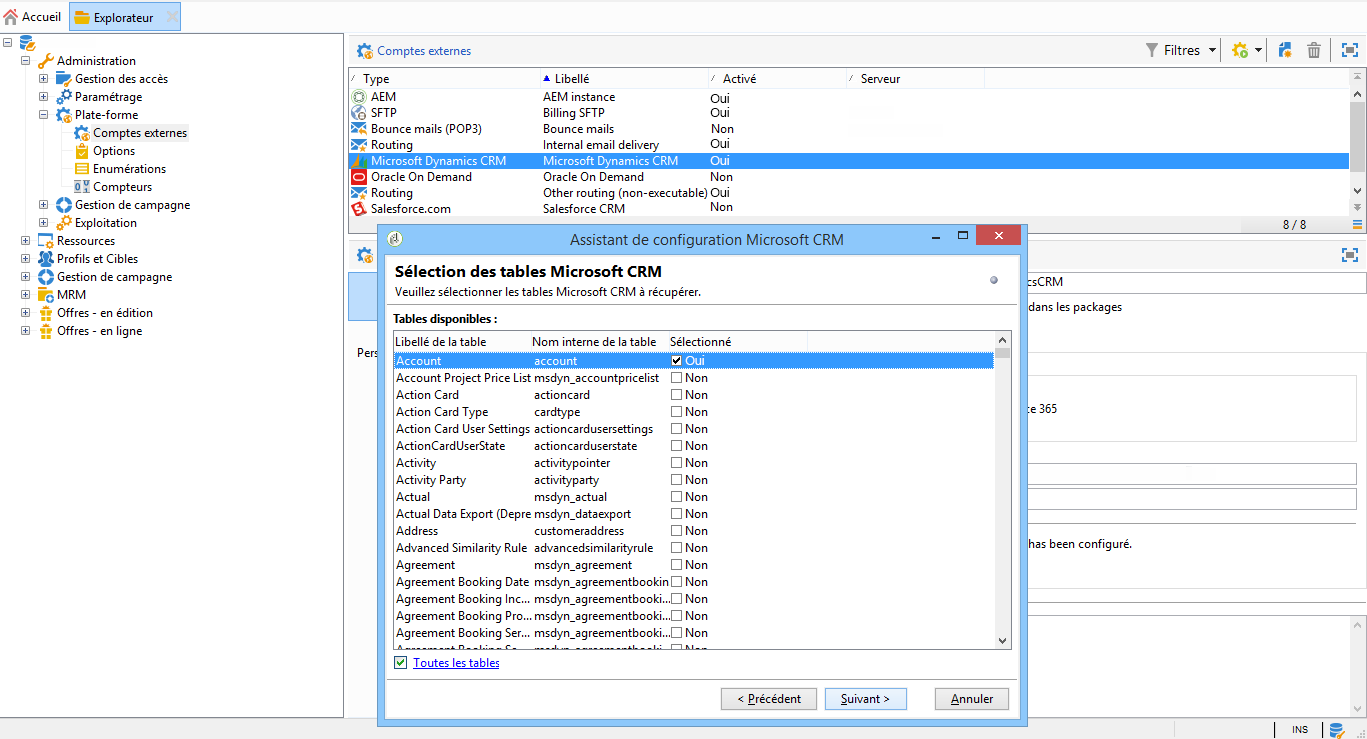 Accueil
Explorateur
Administration
Gestion des accès
Paramétrage
Plate-forme
Comptes externes
Options
Enumérations
Compteurs
Gestion de campagne
Exploitation
Ressources
Profils et Cibles
Gestion de campagne
MRM
Offres - en édition
Offres - en ligne
Comptes externes
Filtres
Type Libellé Activé Serveur
AEM AEM instance Oui
SFTP Billing SFTP Oui
Bounce mails (POP3) Bounce mails Non
Routing Internal email delivery Oui
Microsoft Dynamics CRM Microsoft Dynamics CRM Oui
Oracle On Demand Oracle On Demand Non
Routing Other routing (non-executable) Oui
Salesforce.com Salesforce CRM Non
8 / 8
Assistant de configuration Microsoft CRM
Sélection des tables Microsoft CRM
Veuillez sélectionner les tables Microsoft CRM à récupérer.
Tables disponibles :
Libellé de la table Nom interne de la table Sélectionné
Account account Oui
Account Project Price List msdyn_accountpricelist Non
Action Card actioncard Non
Action Card Type cardtype Non
Action Card User Settings actioncardusersettings Non
ActionCardUserState actioncarduserstate Non
Activity activitypointer Non
Activity Party activityparty Non
Actual msdyn_actual Non
Actual Data Export (Depre msdyn_dataexport Non
Address customeraddress Non
Advanced Similarity Rule advancedsimilarityrule Non
Agreement msdyn_agreement Non
Agreement Booking Date msdyn_agreementbookin Non
Agreement Booking Inc... msdyn_agreementbooki... Non
Agreement Booking Pro... msdyn_agreementbooki... Non
Agreement Booking Ser... msdyn_agreementbooki... Non
Toutes les tables
< Précédent
Suivant >
Annuler
csCRM
dans les packages
Pers
ce 365
has been configuré.
INS